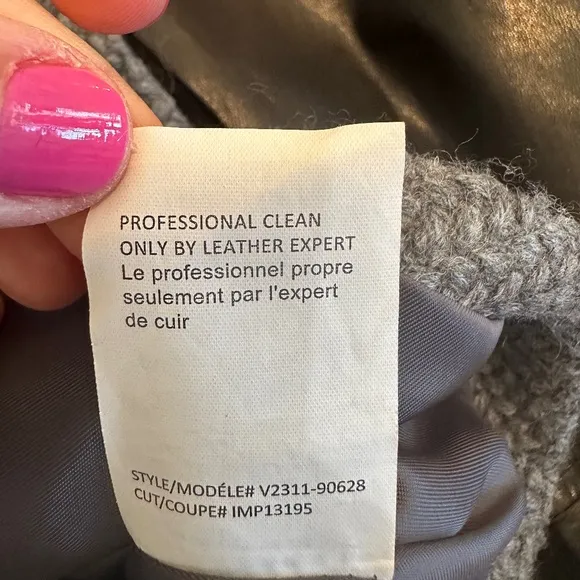 PROFESSIONAL CLEAN
ONLY BY LEATHER EXPERT
Le professionnel propre
seulement par l'expert
de cuir
STYLE/MODÉLE# V2311-90628
CUT/COUPE# IMP13195